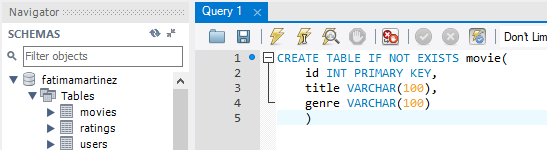 Navigator
SCHEMAS
Filter objects
fatimamartinez
Tables
movies
ratings
users
Query 1
Don't Lim
1 CREATE TABLE IF NOT EXISTS movie(
2 id INT PRIMARY KEY,
3 title VARCHAR(100),
4 genre VARCHAR(100)
5 )